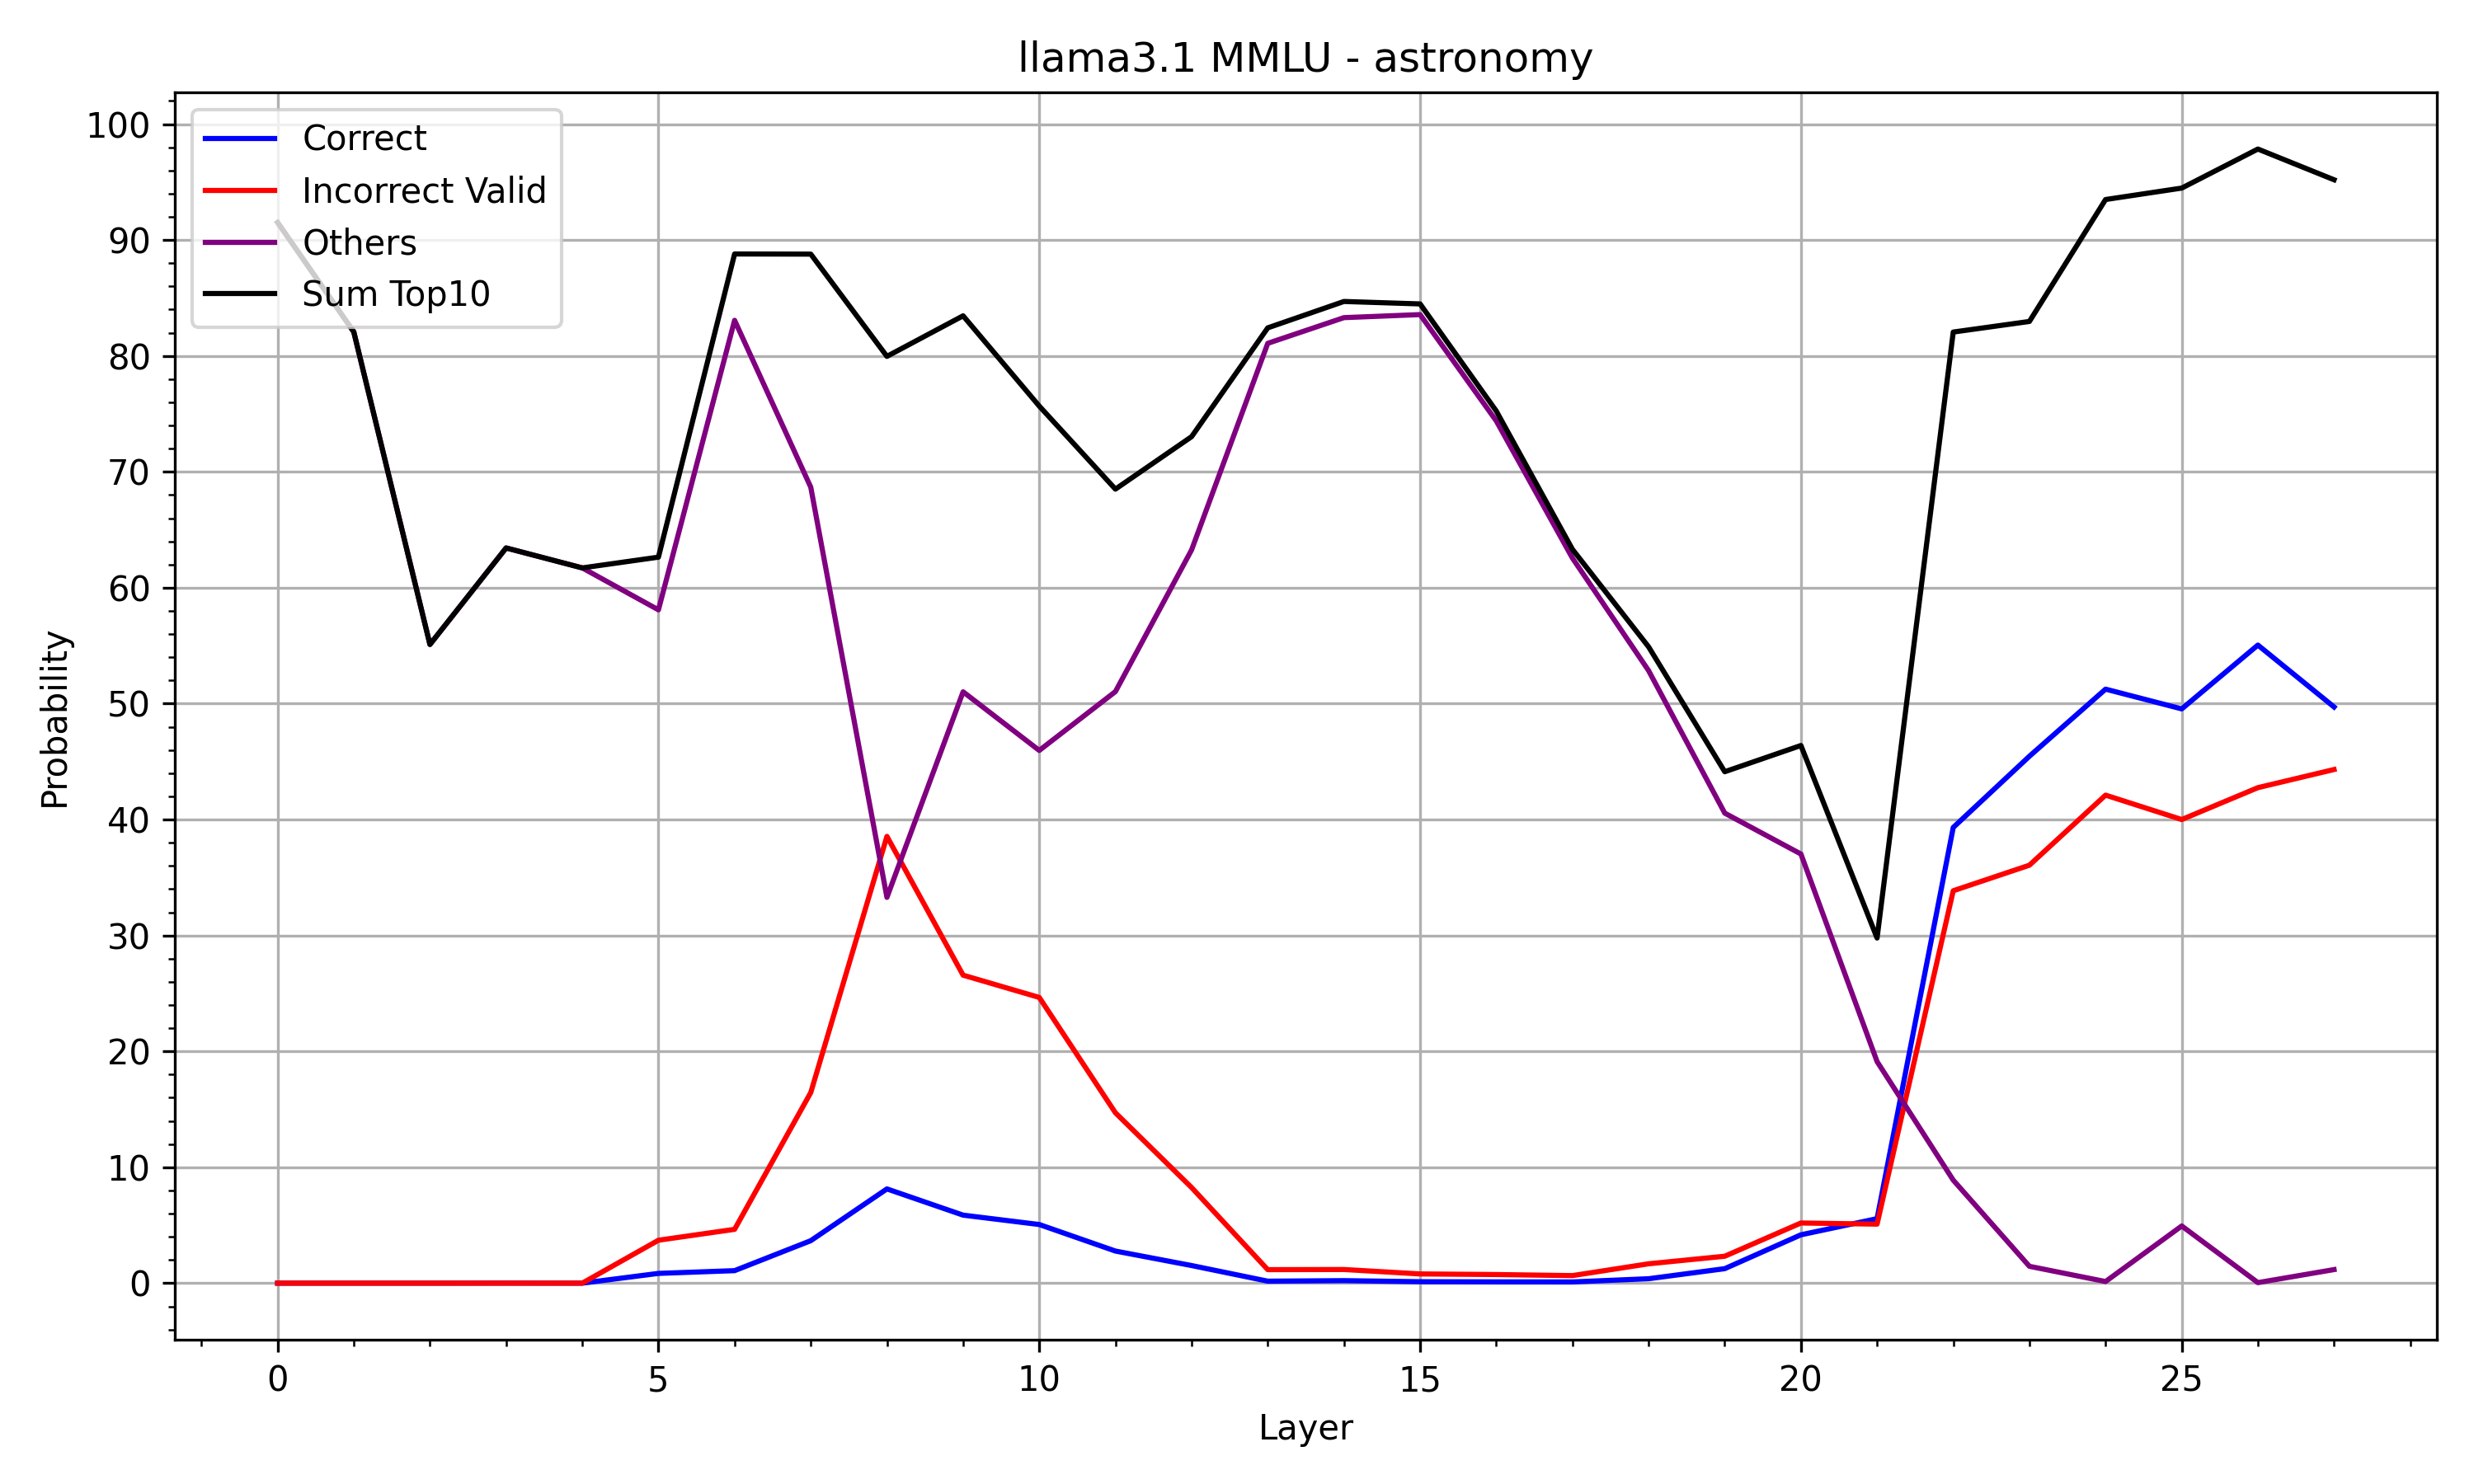 llama3.1 MMLU - astronomy
Correct
Incorrect Valid
Others
Sum Top10
100
90
80
70
60
50
40
30
20
10
0
Probability
0 5 10 15 20 25
Layer